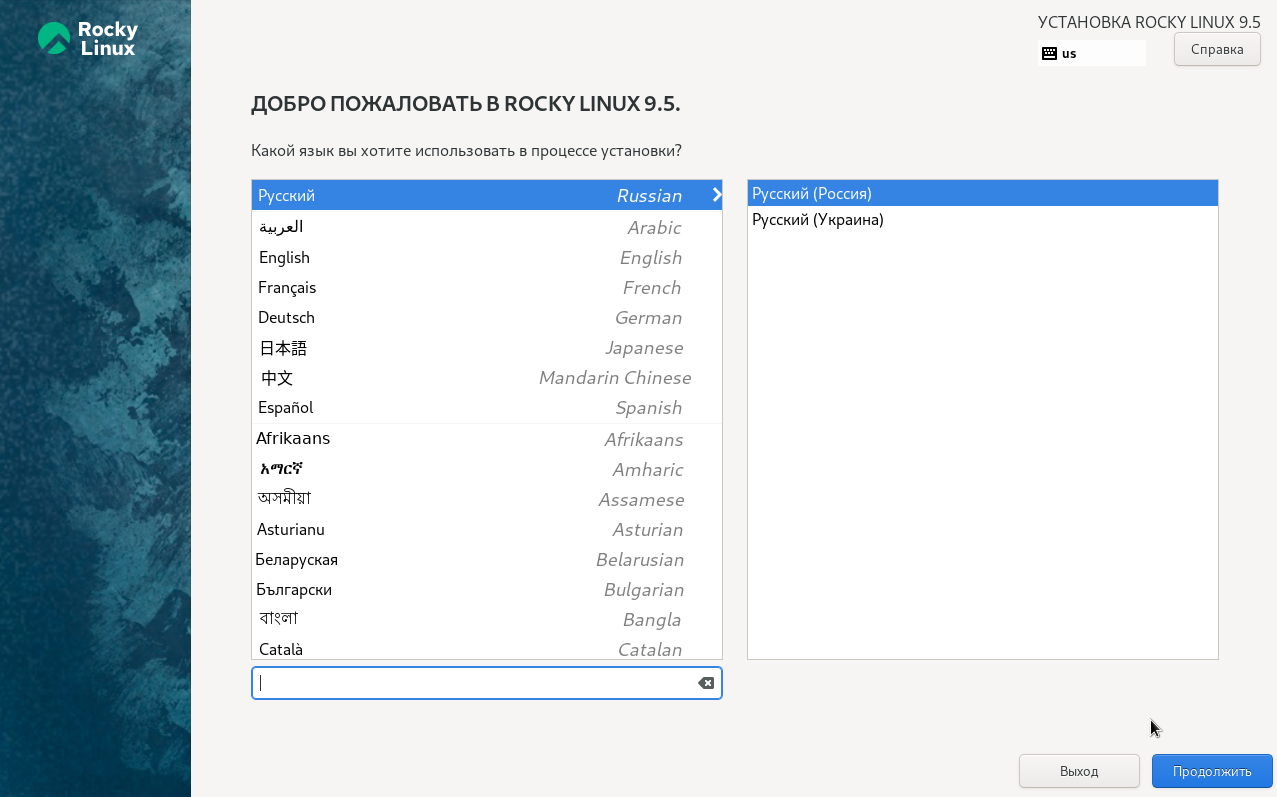 Rocky
Linux
УСТАНОВКА ROCKY LINUX 9.5
us
Справка
ДОБРО ПОЖАЛОВАТЬ В ROCKY LINUX 9.5.
Какой язык вы хотите использовать в процессе установки?
Русский Russian
العربية Arabic
English English
Français French
Deutsch German
日本語 Japanese
中文 Mandarin Chinese
Español Spanish
Afrikaans Afrikaans
አማርኛ Amharic
অসমীয়া Assamese
Asturianu Asturian
Беларуская Belarusian
Български Bulgarian
বাংলা Bangla
Català Catalan
Русский (Россия)
Русский (Украина)
Выход
Продолжить